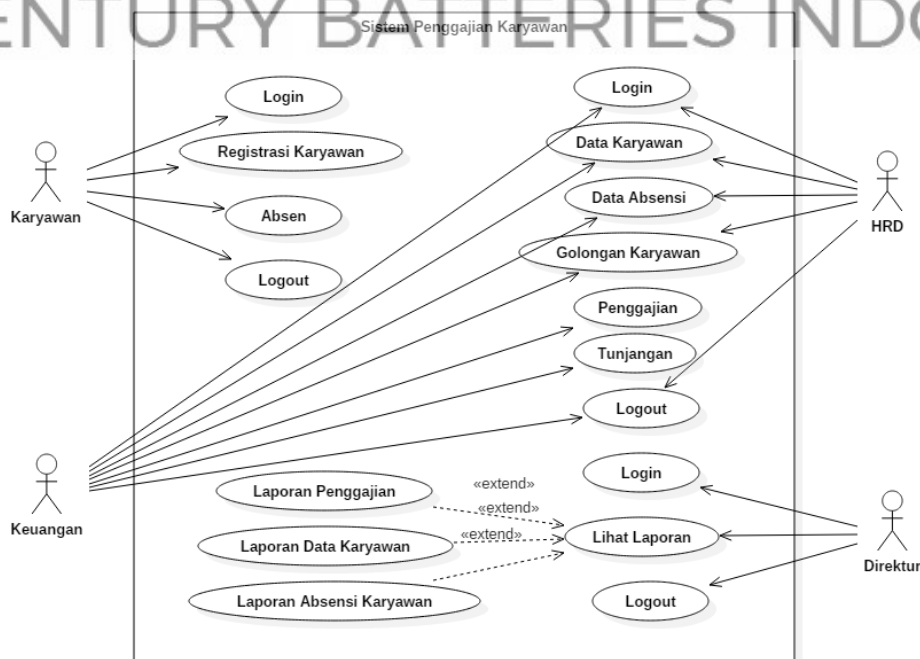 ENTURY BATTERIES INDO
Sistem Penggajian Karyawan
Login
Registrasi Karyawan
Absen
Logout
Karyawan
Login
Data Karyawan
Data Absensi
Golongan Karyawan
Penggajian
Tunjangan
Logout
HRD
Keuangan
Laporan Penggajian
Laporan Data Karyawan
Laporan Absensi Karyawan
«extend»
«extend»
«extend»
Login
Lihat Laporan
Logout
Direktur